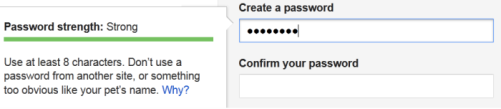 Create a password
Password strength: Strong
••••••••
Use at least 8 characters. Don't use a
password from another site, or something
too obvious like your pet's name. Why?
Confirm your password